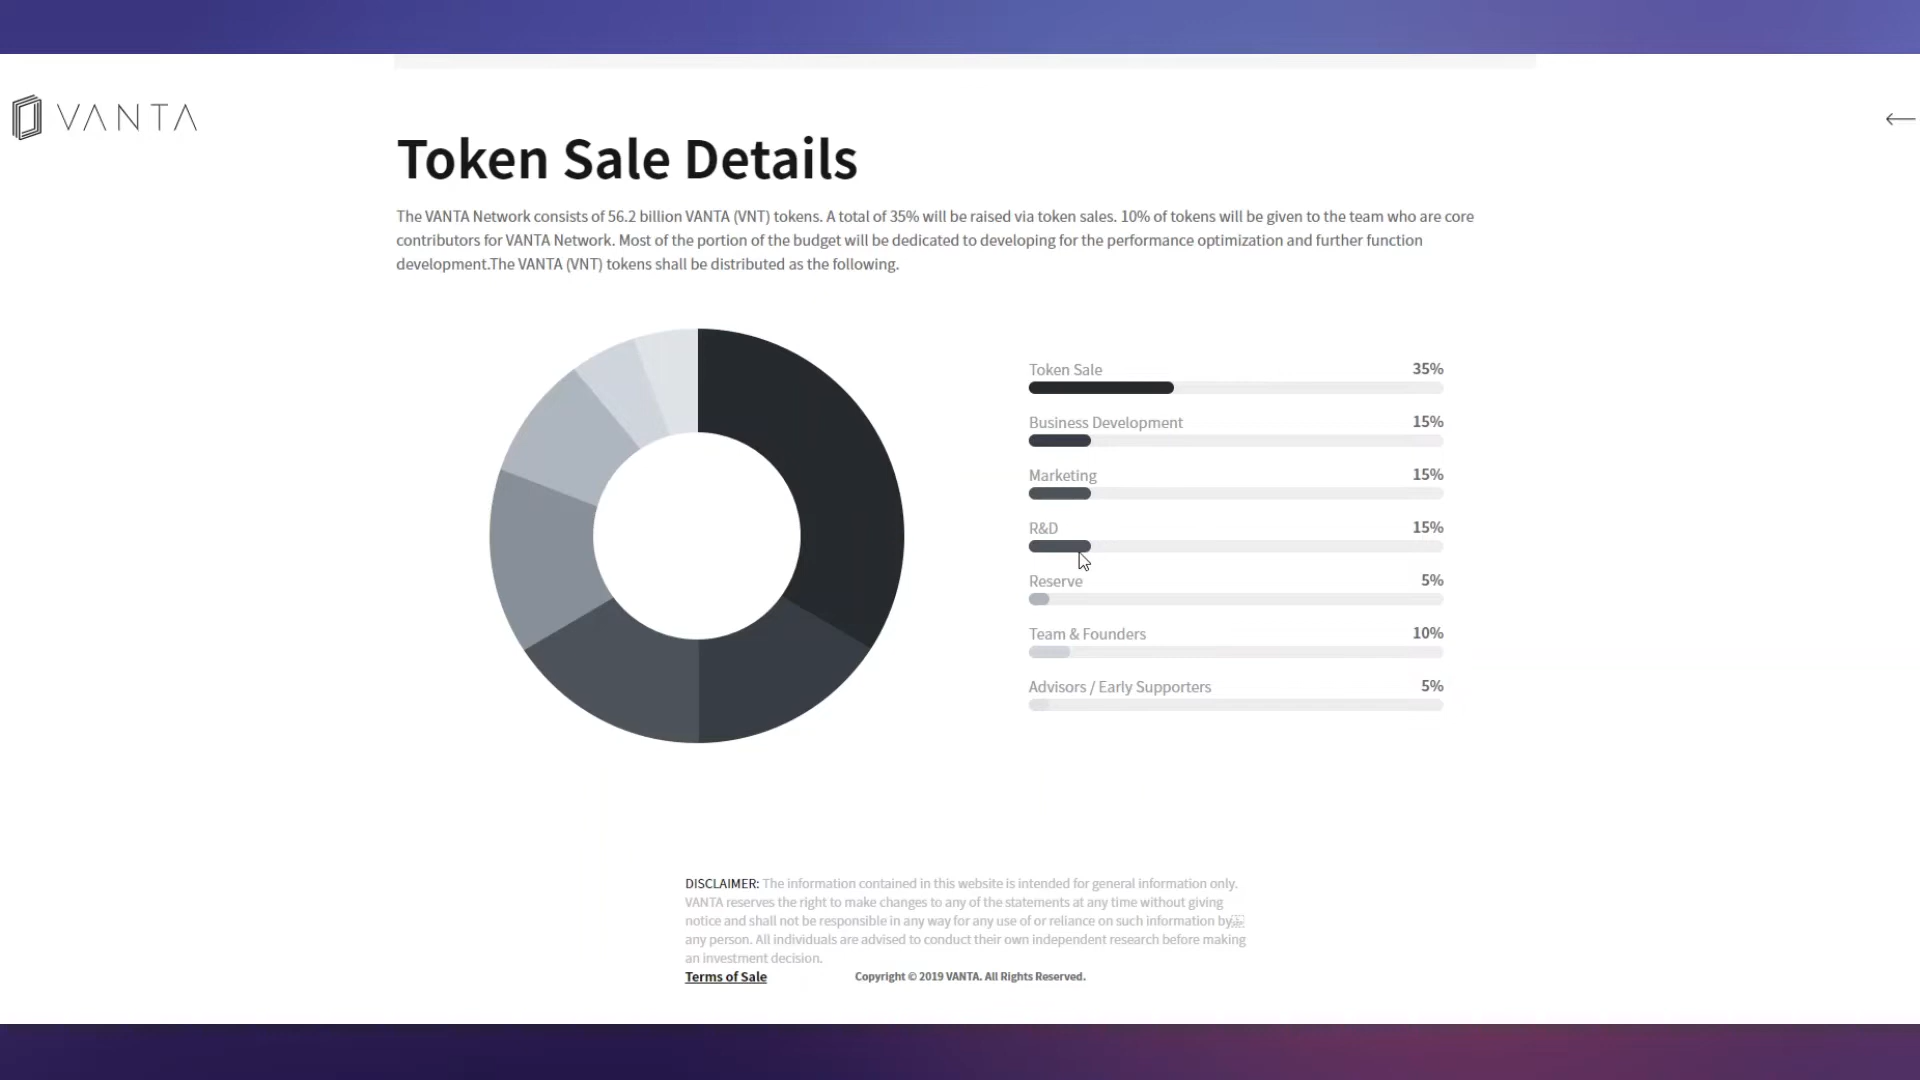 VANTA
Token Sale Details
The VANTA Network consists of 56.2 billion VANTA (VNT) tokens. A total of 35% will be raised via token sales. 10% of tokens will be given to the team who are core
contributors for VANTA Network. Most of the portion of the budget will be dedicated to developing for the performance optimization and further function
development.The VANTA (VNT) tokens shall be distributed as the following.
Token Sale 35%
Business Development 15%
Marketing 15%
R&D 15%
Reserve 5%
Team & Founders 10%
Advisors / Early Supporters 5%
DISCLAIMER: The information contained in this website is intended for general information only.
VANTA reserves the right to make changes to any of the statements at any time without giving
notice and shall not be responsible in any way for any use of or reliance on such information by
any person. All individuals are advised to conduct their own independent research before making
an investment decision.
Terms of Sale Copyright © 2019 VANTA. All Rights Reserved.